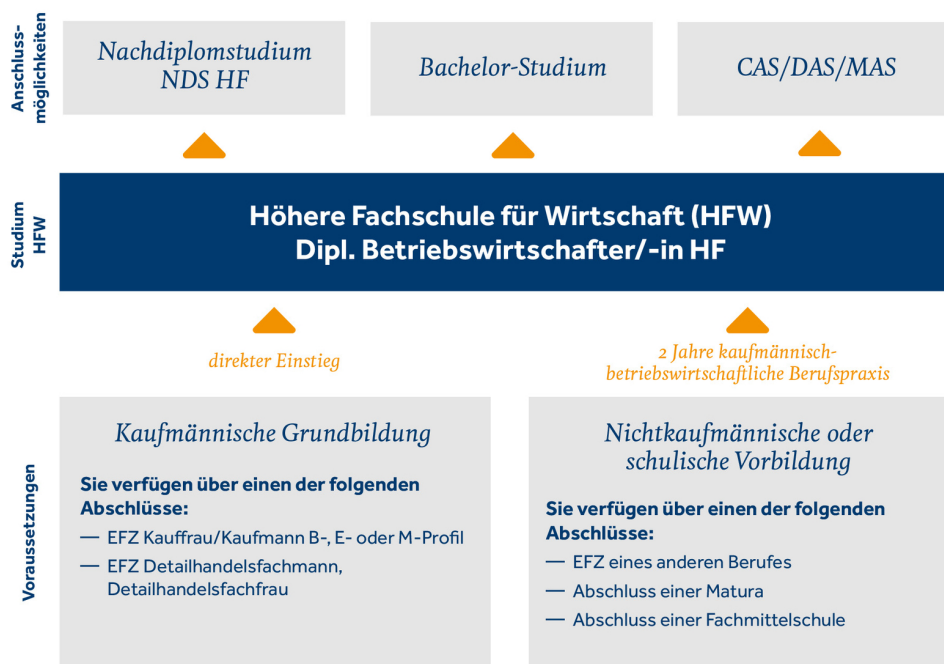 Anschluss-
möglichkeiten
Nachdiplomstudium
NDS HF
Bachelor-Studium
CAS/DAS/MAS
Studium
HFW
Höhere Fachschule für Wirtschaft (HFW)
Dipl. Betriebswirtschafter/-in HF
direkter Einstieg
2 Jahre kaufmännisch-
betriebswirtschaftliche Berufspraxis
Voraussetzungen
Kaufmännische Grundbildung
Sie verfügen über einen der folgenden
Abschlüsse:
— EFZ Kauffrau/Kaufmann B-, E- oder M-Profil
— EFZ Detailhandelsfachmann,
Detailhandelsfachfrau
Nichtkaufmännische oder
schulische Vorbildung
Sie verfügen über einen der folgenden
Abschlüsse:
— EFZ eines anderen Berufes
— Abschluss einer Matura
— Abschluss einer Fachmittelschule